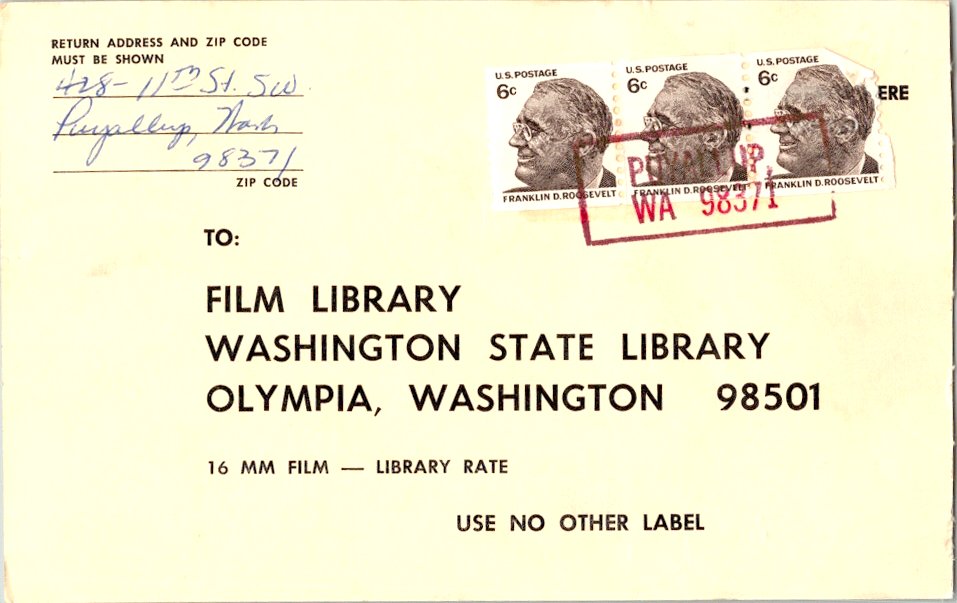 RETURN ADDRESS AND ZIP CODE
MUST BE SHOWN
428-11TH St. SW.
Puyallup, Wash
98371
ZIP CODE
U.S. POSTAGE
6c
FRANKLIN D. ROOSEVELT
U.S. POSTAGE
6c
FRANKLIN D. ROOSEVELT
U.S. POSTAGE
6c
FRANKLIN D. ROOSEVELT
ERE
PUYALLUP
WA 98371
TO:
FILM LIBRARY
WASHINGTON STATE LIBRARY
OLYMPIA, WASHINGTON 98501
16 MM FILM — LIBRARY RATE
USE NO OTHER LABEL